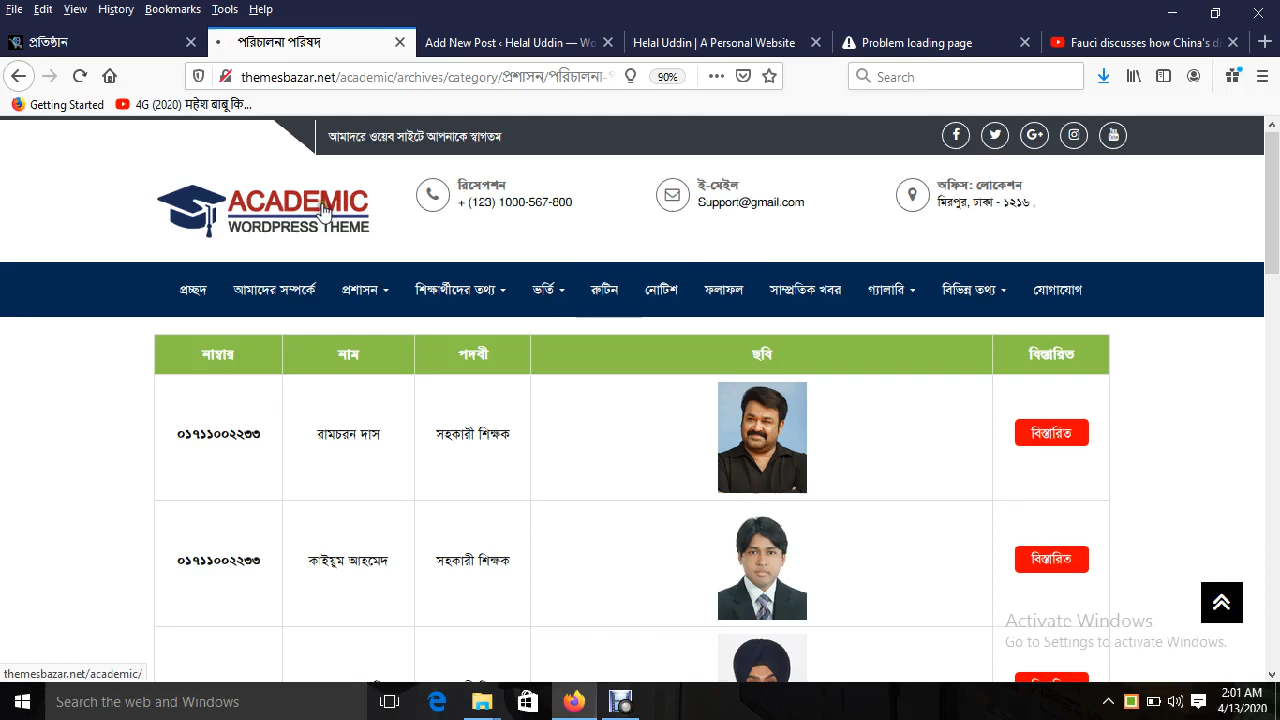 File Edit View History Bookmarks Tools Help
প্রতিষ্ঠান
পরিচালনা পরিষদ
Add New Post ‹ Helal Uddin — Wo
Helal Uddin | A Personal Website
Problem loading page
Fauci discusses how China's di
themesbazar.net/academic/archives/category/প্রশাসন/পরিচালনা-
90%
Search
Getting Started
4G (2020) महेश बाबू कि...
আমাদরে ওয়েব সাইটে আপনাকে স্বাগতম
ACADEMIC
WORDPRESS THEME
রিসেপশন
+ (123) 1000-567-800
ই-মেইল
Support@gmail.com
অফিস: লোকেশন
মিরপুর, ঢাকা - ১২১৬ .
প্রচ্ছদ আমাদের সম্পর্কে প্রশাসন শিক্ষার্থীদের তথ্য ভর্তি রুটিন নোটিশ ফলাফল সাম্প্রতিক খবর গ্যালারি বিভিন্ন তথ্য যোগাযোগ
নাম্বার নাম পদবী ছবি বিস্তারিত
০১৭১১০০২২৩৩ রামচরন দাস সহকারী শিক্ষক বিস্তারিত
০১৭১১০০২২৩৩ কাইয়ুম আহমেদ সহকারী শিক্ষক বিস্তারিত
Activate Windows
Go to Settings to activate Windows.
themesbazar.net/academic/
Search the web and Windows
2:01 AM
4/13/2020